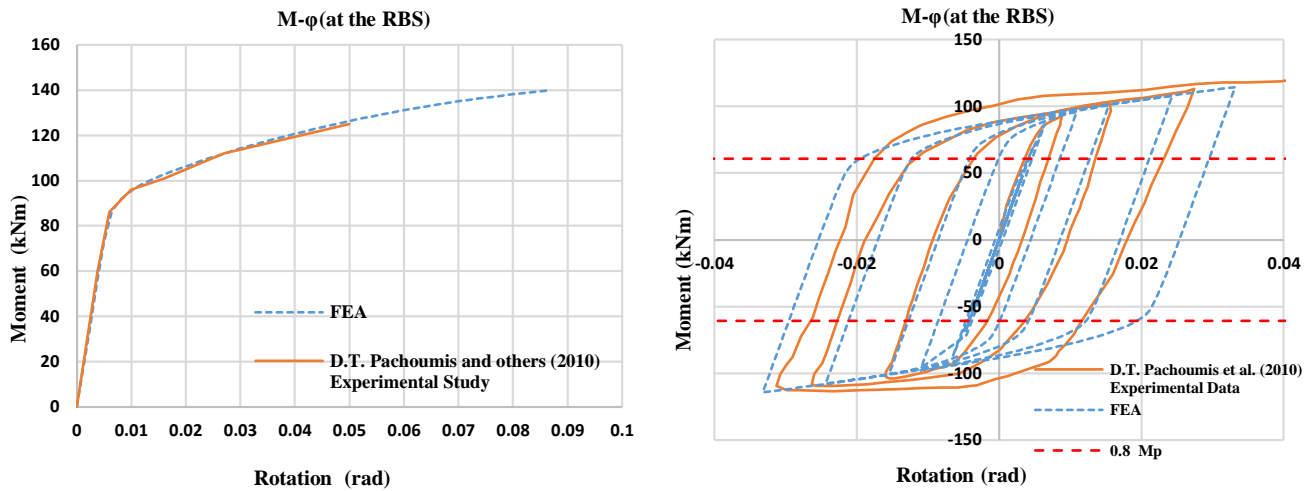 M-φ(at the RBS)
160
140
120
100
80
60
40
20
0
Moment (kNm)
FEA
D.T. Pachoumis and others (2010)
Experimental Study
0 0.01 0.02 0.03 0.04 0.05 0.06 0.07 0.08 0.09 0.1
Rotation (rad)
M-φ(at the RBS)
150
100
50
0
-0.04 -0.02 0 0.02 0.04
-50
-100
-150
Moment (kNm)
D.T. Pachoumis et al. (2010)
Experimental Data
FEA
0.8 Mp
Rotation (rad)